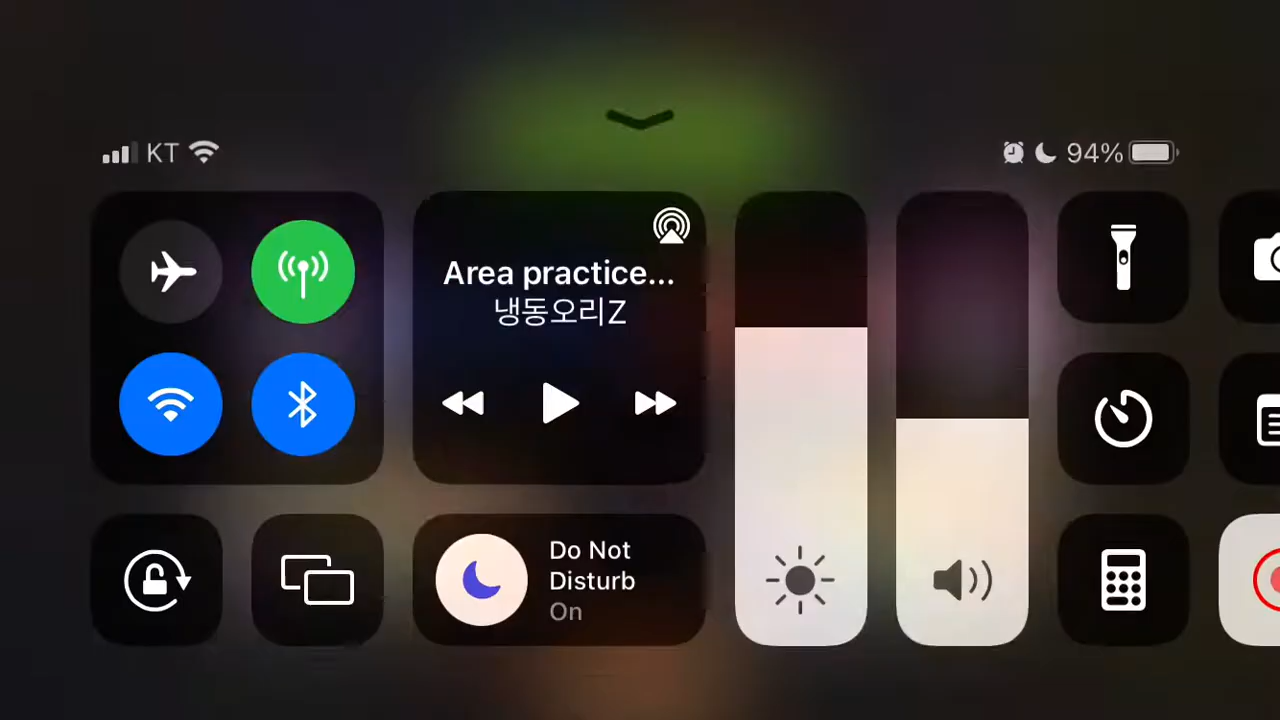 KT
94%
Area practice...
냉동오리Z
Do Not
Disturb
On